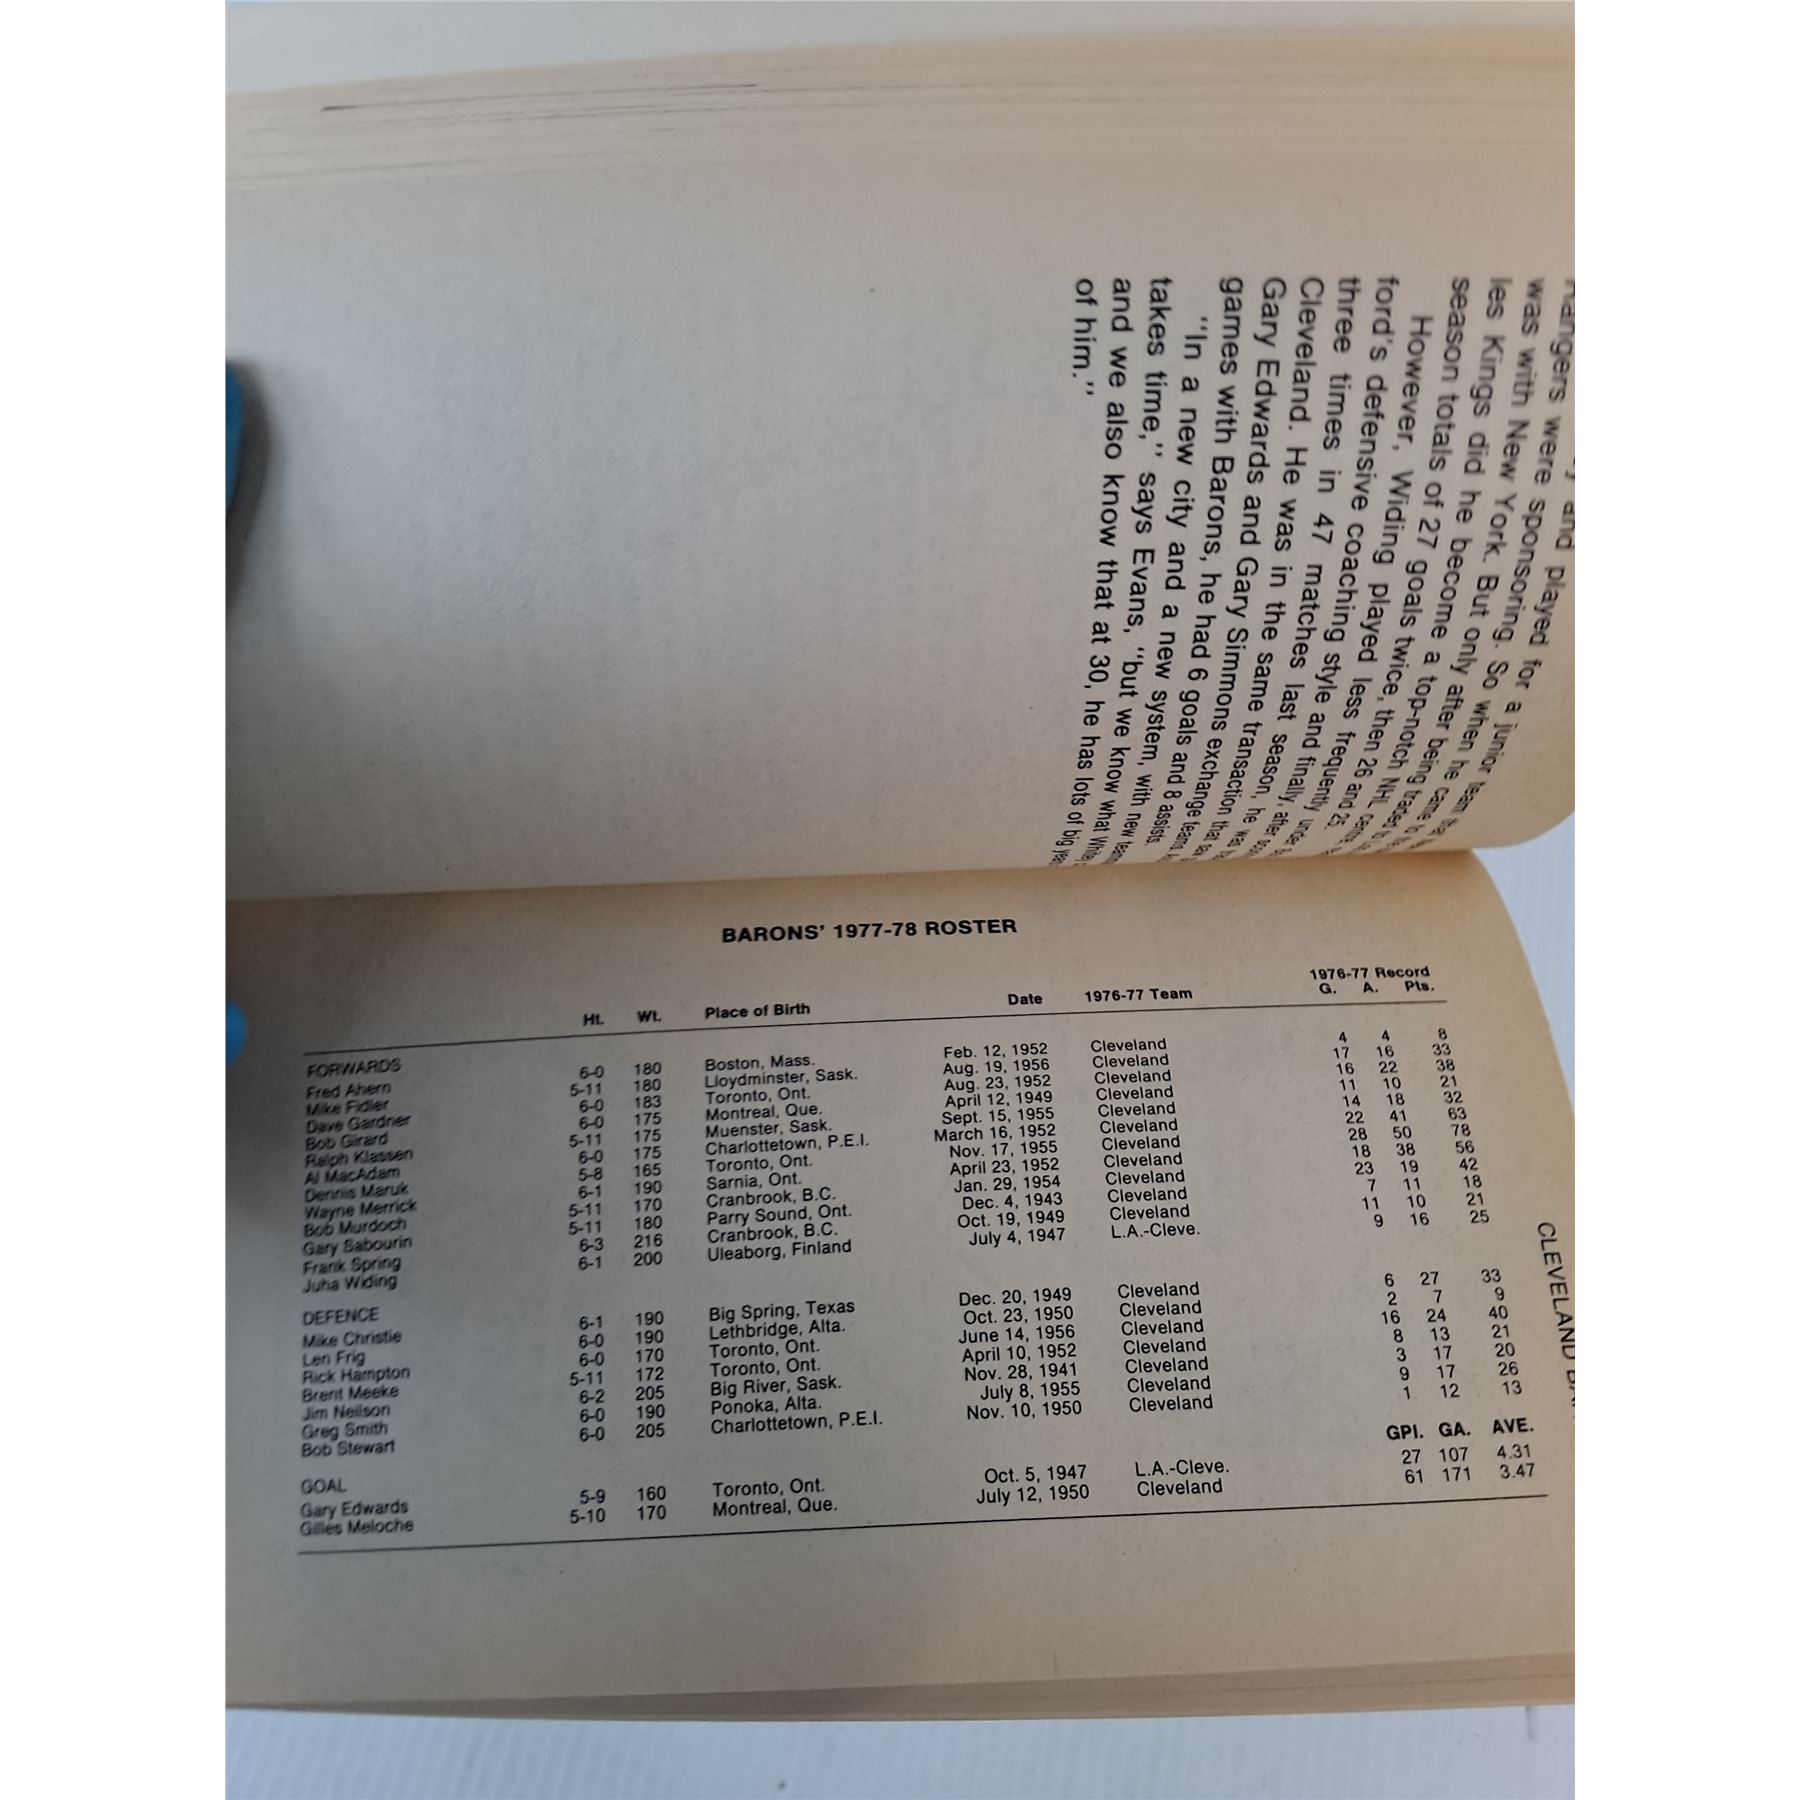 and played for a junior team
Rangers were sponsoring. So when he came
was with New York. But only after being traded
les Kings did he become a top-notch NHL centre
season totals of 27 goals twice, then 26 and 25.
However, Widing played less frequently under
ford's defensive coaching style and finally, after
three times in 47 matches last season, he was
Cleveland. He was in the same transaction that
Gary Edwards and Gary Simmons exchange teams
games with Barons, he had 6 goals and 8 assists
"In a new city and a new system, with new
takes time," says Evans, "but we know what
and we also know that at 30, he has lots of big
of him."
BARONS' 1977-78 ROSTER
1976-77 Record
Ht. Wt. Place of Birth Date 1976-77 Team G. A. Pts.
FORWARDS
Fred Ahern 6-0 180 Boston, Mass. Feb. 12, 1952 Cleveland 4 4 8
Mike Fidler 5-11 180 Lloydminster, Sask. Aug. 19, 1956 Cleveland 17 16 33
Dave Gardner 6-0 183 Toronto, Ont. Aug. 23, 1952 Cleveland 16 22 38
Bob Girard 6-0 175 Montreal, Que. April 12, 1949 Cleveland 11 10 21
Ralph Klassen 5-11 175 Muenster, Sask. Sept. 15, 1955 Cleveland 14 18 32
Al MacAdam 6-0 175 Charlottetown, P.E.I. March 16, 1952 Cleveland 22 41 63
Dennis Maruk 5-8 165 Toronto, Ont. Nov. 17, 1955 Cleveland 28 50 78
Wayne Merrick 6-1 190 Sarnia, Ont. April 23, 1952 Cleveland 18 38 56
Bob Murdoch 5-11 170 Cranbrook, B.C. Jan. 29, 1954 Cleveland 23 19 42
Gary Sabourin 5-11 180 Parry Sound, Ont. Dec. 4, 1943 Cleveland 7 11 18
Frank Spring 6-3 216 Cranbrook, B.C. Oct. 19, 1949 Cleveland 11 10 21
Juha Widing 6-1 200 Uleaborg, Finland July 4, 1947 L.A.-Cleve. 9 16 25
DEFENCE
Mike Christie 6-1 190 Big Spring, Texas Dec. 20, 1949 Cleveland 6 27 33
Len Frig 6-0 190 Lethbridge, Alta. Oct. 23, 1950 Cleveland 2 7 9
Rick Hampton 6-0 170 Toronto, Ont. June 14, 1956 Cleveland 16 24 40
Brent Meeke 5-11 172 Toronto, Ont. April 10, 1952 Cleveland 8 13 21
Jim Neilson 6-2 205 Big River, Sask. Nov. 28, 1941 Cleveland 3 17 20
Greg Smith 6-0 190 Ponoka, Alta. July 8, 1955 Cleveland 9 17 26
Bob Stewart 6-0 205 Charlottetown, P.E.I. Nov. 10, 1950 Cleveland 1 12 13
GPI. GA. AVE.
GOAL
Gary Edwards 5-9 160 Toronto, Ont. Oct. 5, 1947 L.A.-Cleve. 27 107 4.31
Gilles Meloche 5-10 170 Montreal, Que. July 12, 1950 Cleveland 61 171 3.47
CLEVELAND